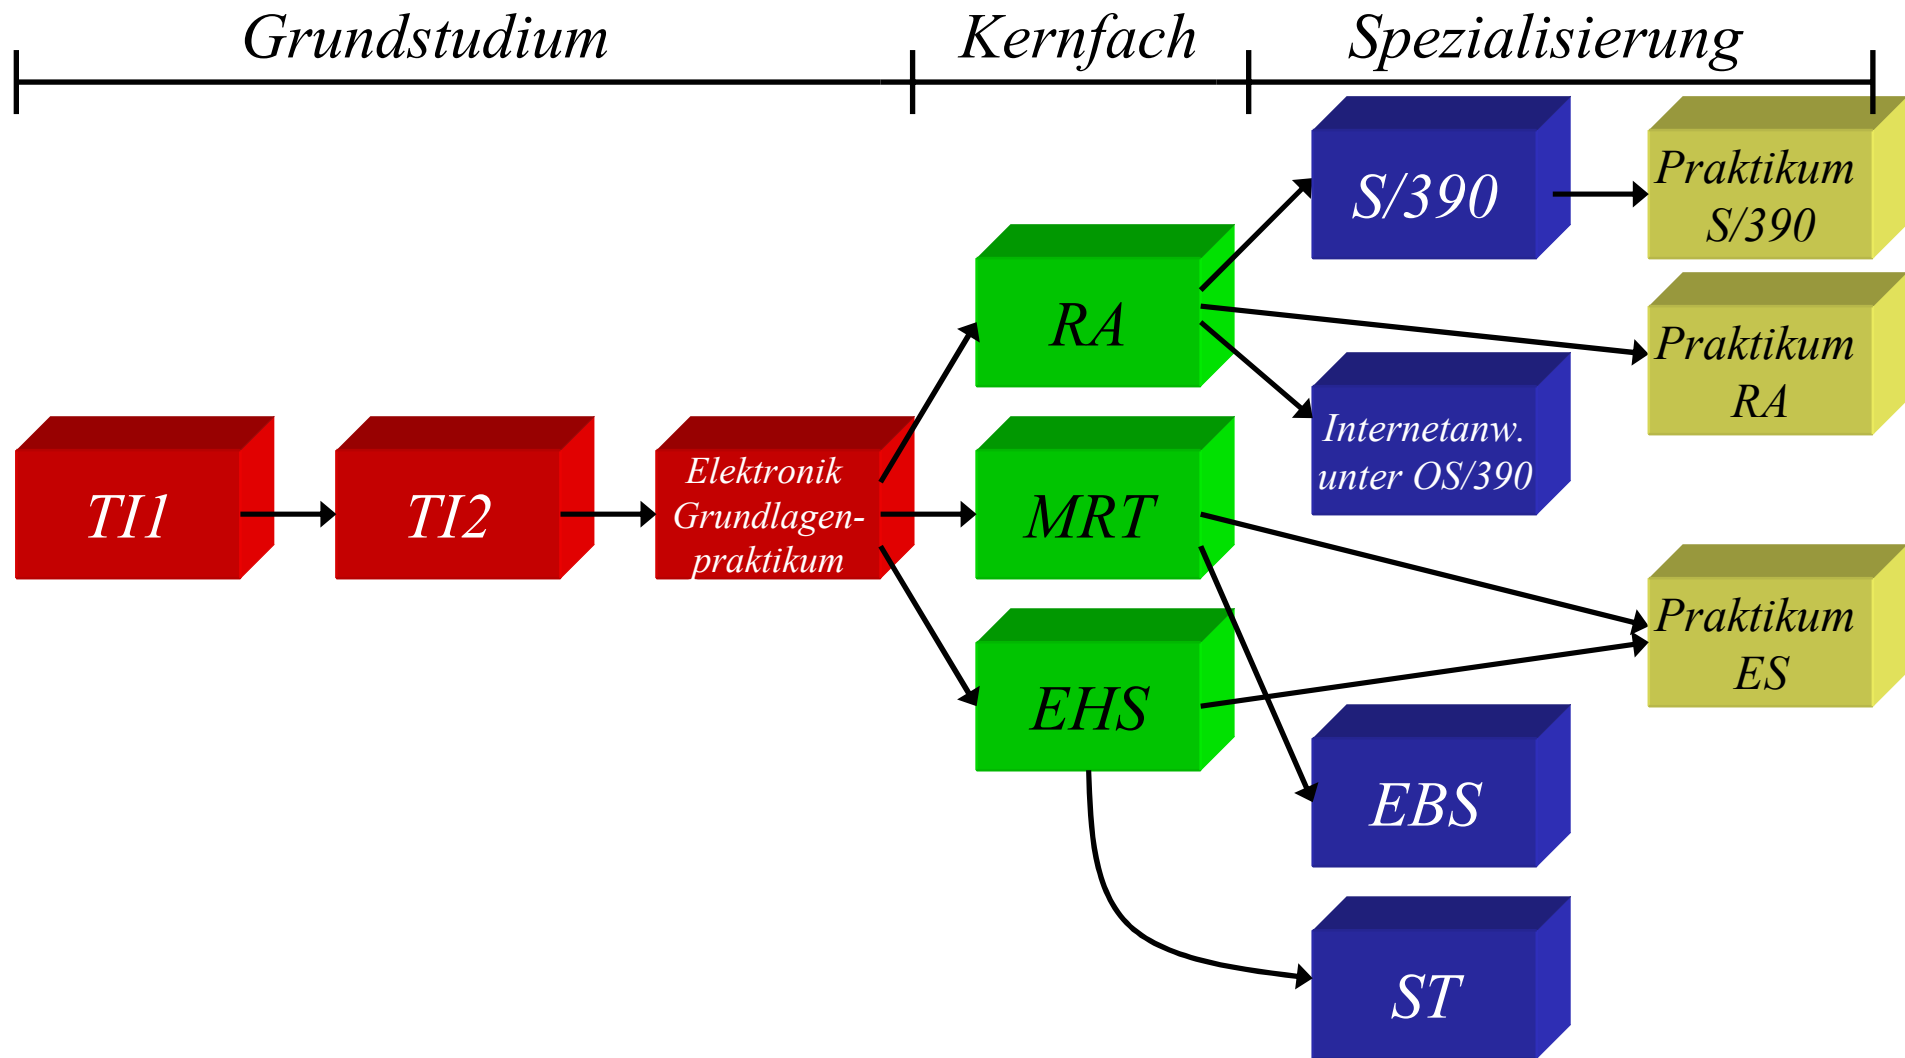 Grundstudium
Kernfach
Spezialisierung
TI1
TI2
Elektronik
Grundlagen-
praktikum
RA
MRT
EHS
S/390
Internetanw.
unter OS/390
EBS
ST
Praktikum
S/390
Praktikum
RA
Praktikum
ES